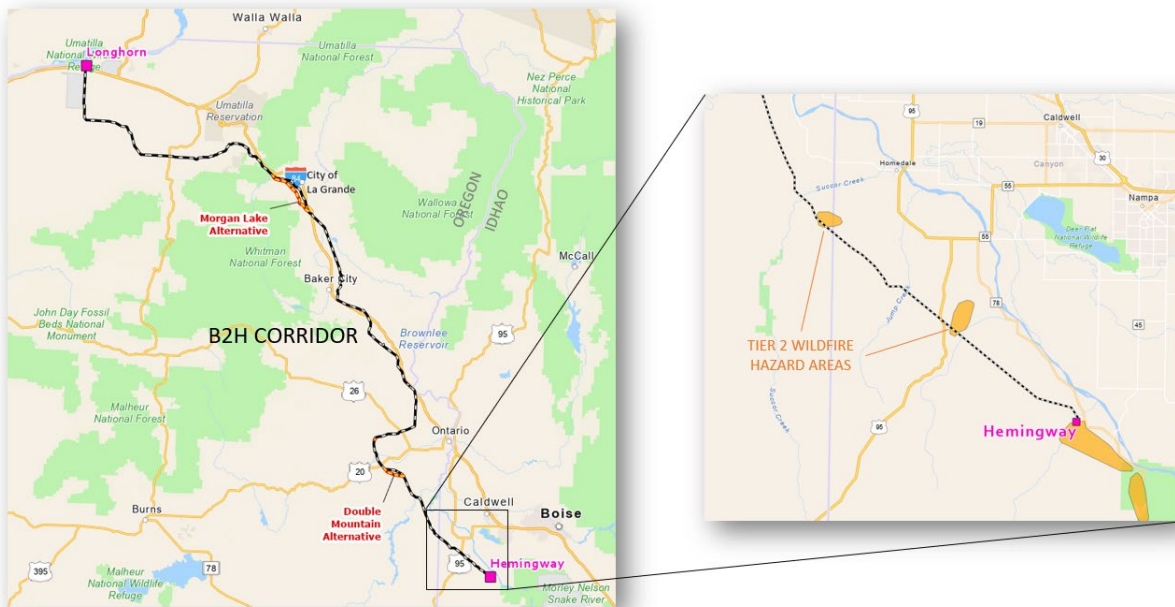 Walla Walla
Umatilla
National Wildlife
Refuge
Longhorn
Umatilla
National Forest
Nez Perce
National
Historical Park
Umatilla
Reservation
84
City of
La Grande
OREGON
IDHAO
Wallowa
National Forest
Morgan Lake
Alternative
Whitman
National Forest
McCall
Baker City
John Day Fossil
Beds National
Monument
B2H CORRIDOR
Brownlee
Reservoir
95
26
Malheur
National Forest
Ontario
20
Burns
Double
Mountain
Alternative
Caldwell
Boise
395
Malheur
National Wildlife
Refuge
78
95
Hemingway
Morley Nelson
Snake River
95
19
Caldwell
Homedale
Canyon
30
Succor Creek
55
Nampa
Deer Flat
National Wildlife
Refuge
55
78
Jump Creek
45
TIER 2 WILDFIRE
HAZARD AREAS
Succor Creek
95
Hemingway